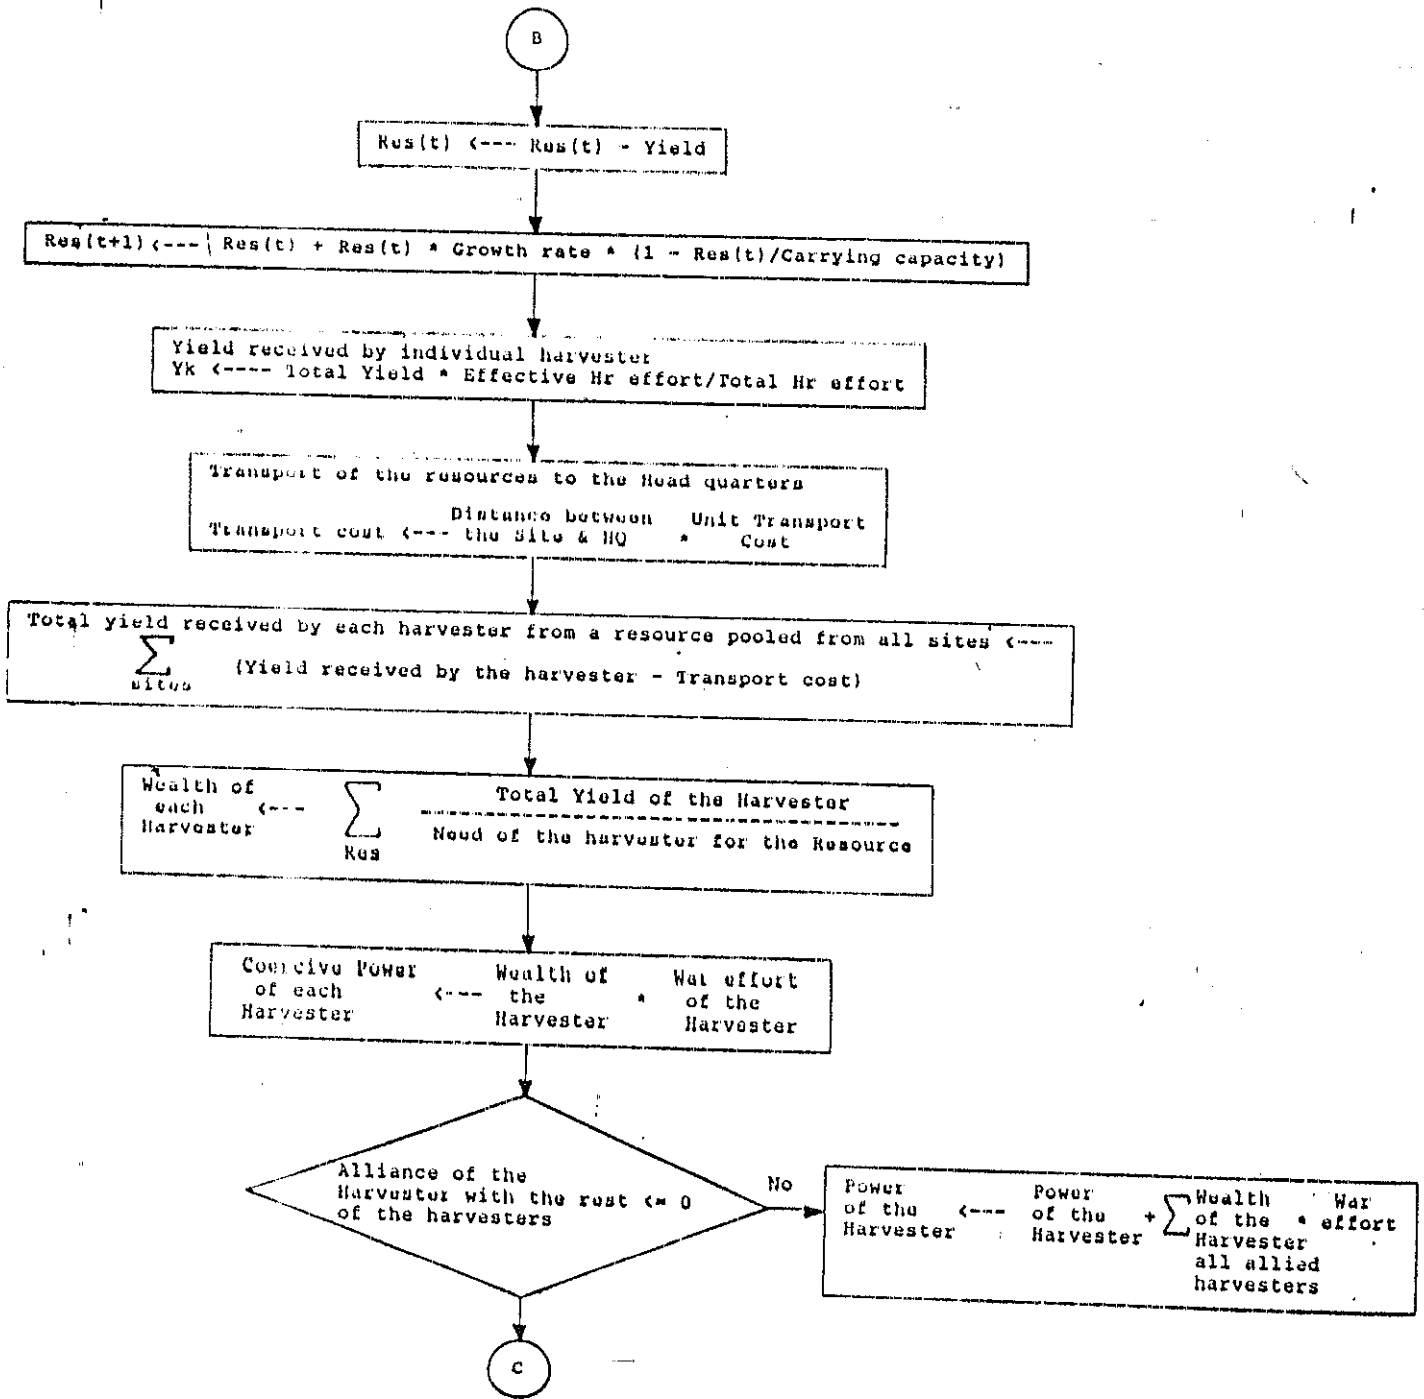 B
Res(t) <--- Res(t) - Yield
Res(t+1) <--- Res(t) + Res(t) * Growth rate * (1 - Res(t)/Carrying capacity)
Yield received by individual harvester
Yk <---- Total Yield * Effective Hr effort/Total Hr effort
Transport of the resources to the Head quarters
Distance between Unit Transport
Transport cost <--- the Site & HQ * Cost
Total yield received by each harvester from a resource pooled from all sites <----
∑ (Yield received by the harvester - Transport cost)
sites
Wealth of
each <---
Harvester
∑
Res
Total Yield of the Harvester
Need of the harvester for the Resource
Coercive Power Wealth of War effort
of each <--- the * of the
Harvester Harvester Harvester
Alliance of the
Harvester with the rest <= 0
of the harvesters
No
Power Power Wealth War
of the <--- of the + ∑ of the * effort
Harvester Harvester Harvester
all allied
harvesters
C